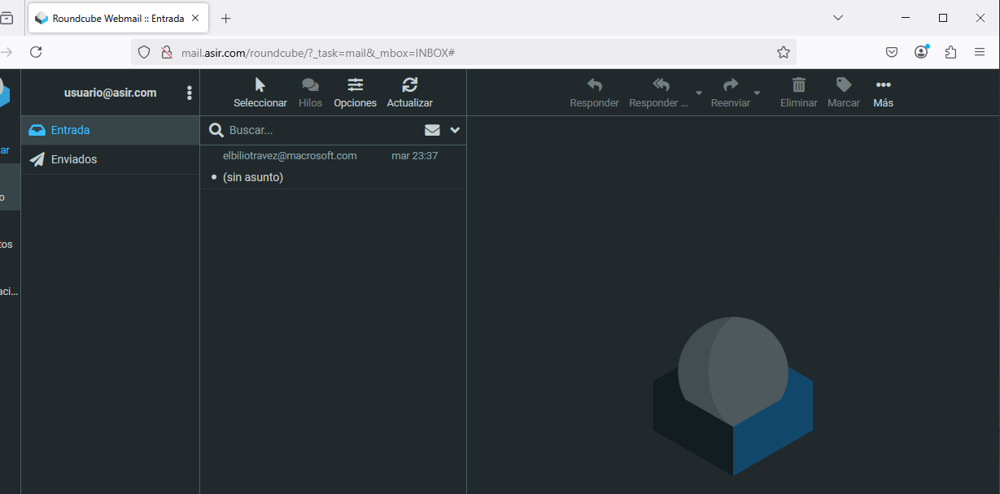 Roundcube Webmail :: Entrada
mail.asir.com/roundcube/?_task=mail&_mbox=INBOX#
usuario@asir.com
Seleccionar Hilos Opciones Actualizar
Responder Responder ... Reenviar Eliminar Marcar Más
ar
o
tos
aci...
Entrada
Enviados
Buscar...
elbiliotravez@macrosoft.com mar 23:37
(sin asunto)